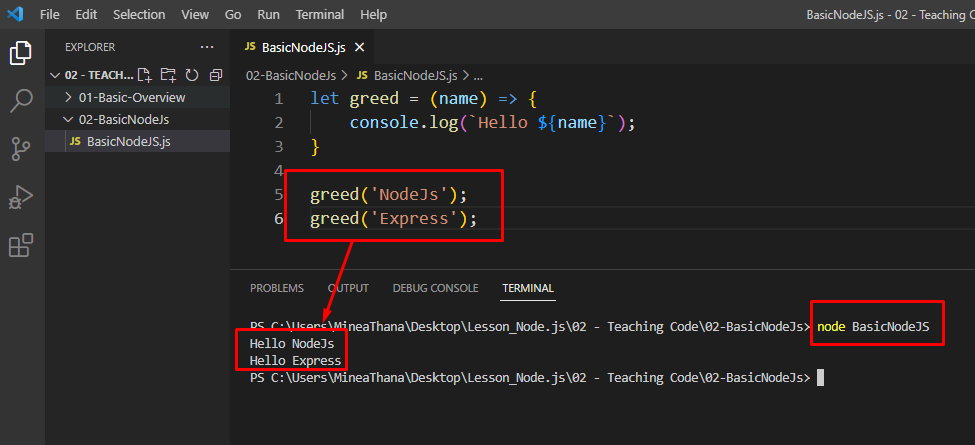 File Edit Selection View Go Run Terminal Help BasicNodeJS.js - 02 - Teaching Code
EXPLORER ...
JS BasicNodeJS.js
02 - TEACH...
02-BasicNodeJs > JS BasicNodeJS.js > ...
01-Basic-Overview
02-BasicNodeJs
JS BasicNodeJS.js
1 let greed = (name) => {
2 console.log(`Hello ${name}`);
3 }
4
5 greed('NodeJs');
6 greed('Express');
PROBLEMS OUTPUT DEBUG CONSOLE TERMINAL
PS C:\Users\MineaThana\Desktop\Lesson_Node.js\02 - Teaching Code\02-BasicNodeJs> node BasicNodeJS
Hello NodeJs
Hello Express
PS C:\Users\MineaThana\Desktop\Lesson_Node.js\02 - Teaching Code\02-BasicNodeJs>